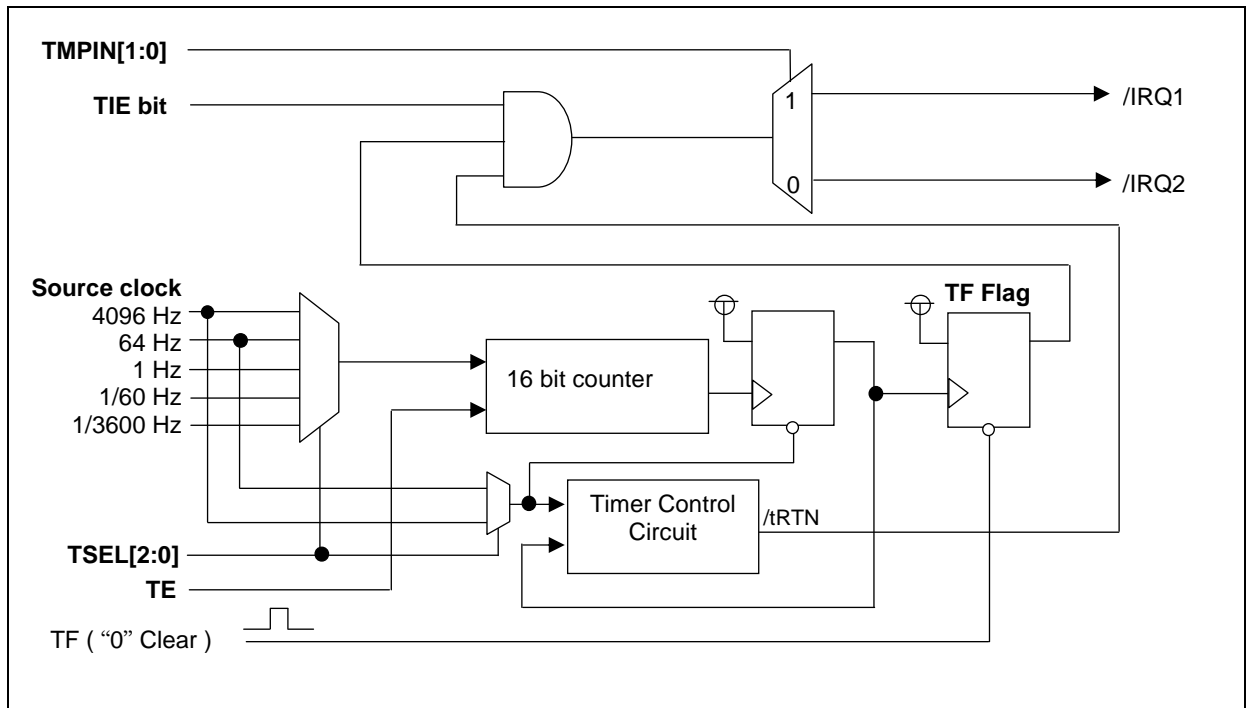 TMPIN[1:0]
TIE bit
1
0
/IRQ1
/IRQ2
Source clock
4096 Hz
64 Hz
1 Hz
1/60 Hz
1/3600 Hz
16 bit counter
TF Flag
Timer Control
Circuit
/tRTN
TSEL[2:0]
TE
TF ( “0” Clear )